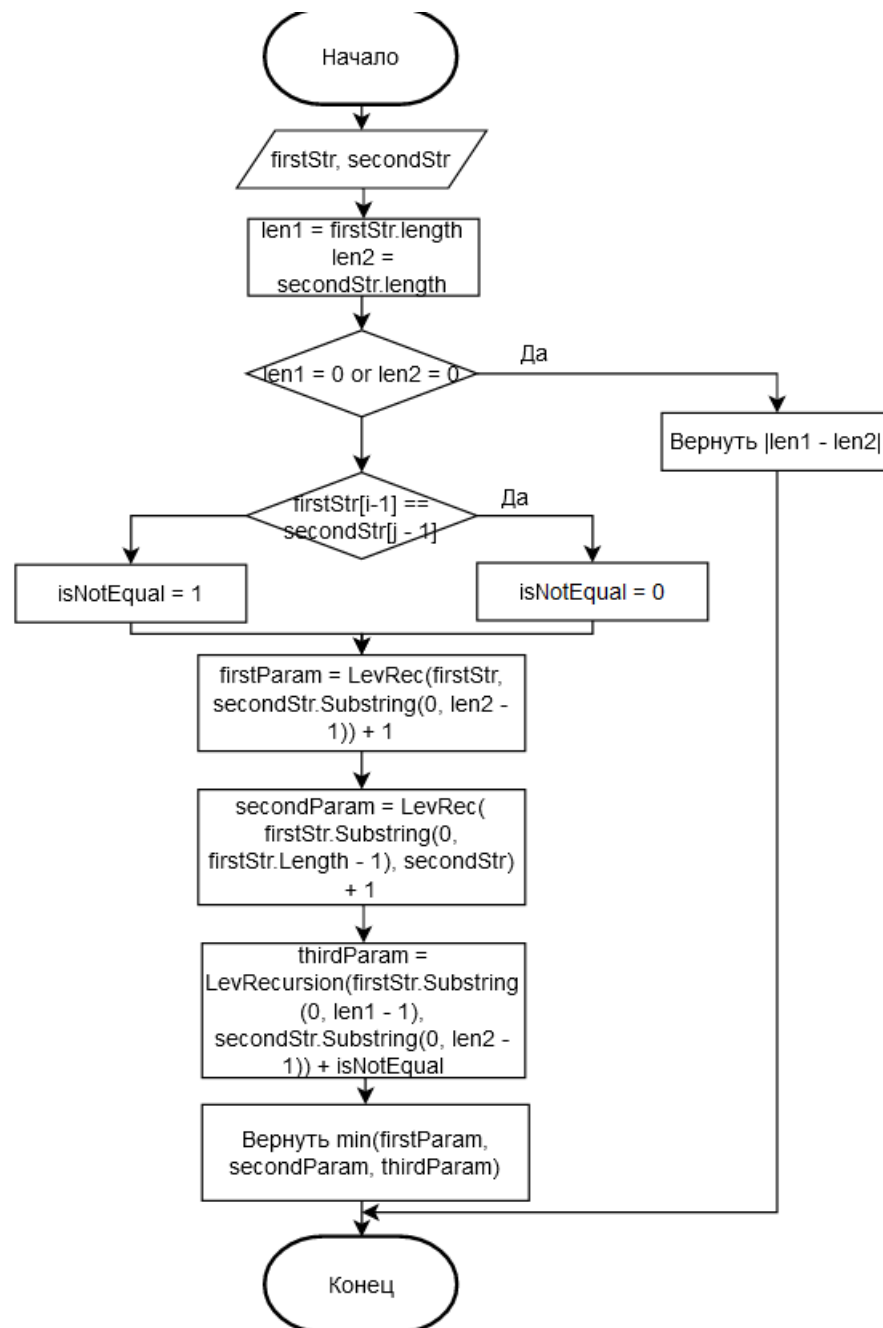 Начало
firstStr, secondStr
len1 = firstStr.length
len2 =
secondStr.length
len1 = 0 or len2 = 0
Да
Вернуть |len1 - len2|
firstStr[i-1] ==
secondStr[j - 1]
Да
isNotEqual = 1
isNotEqual = 0
firstParam = LevRec(firstStr,
secondStr.Substring(0, len2 -
1)) + 1
secondParam = LevRec(
firstStr.Substring(0,
firstStr.Length - 1), secondStr)
+ 1
thirdParam =
LevRecursion(firstStr.Substring
(0, len1 - 1),
secondStr.Substring(0, len2 -
1)) + isNotEqual
Вернуть min(firstParam,
secondParam, thirdParam)
Конец